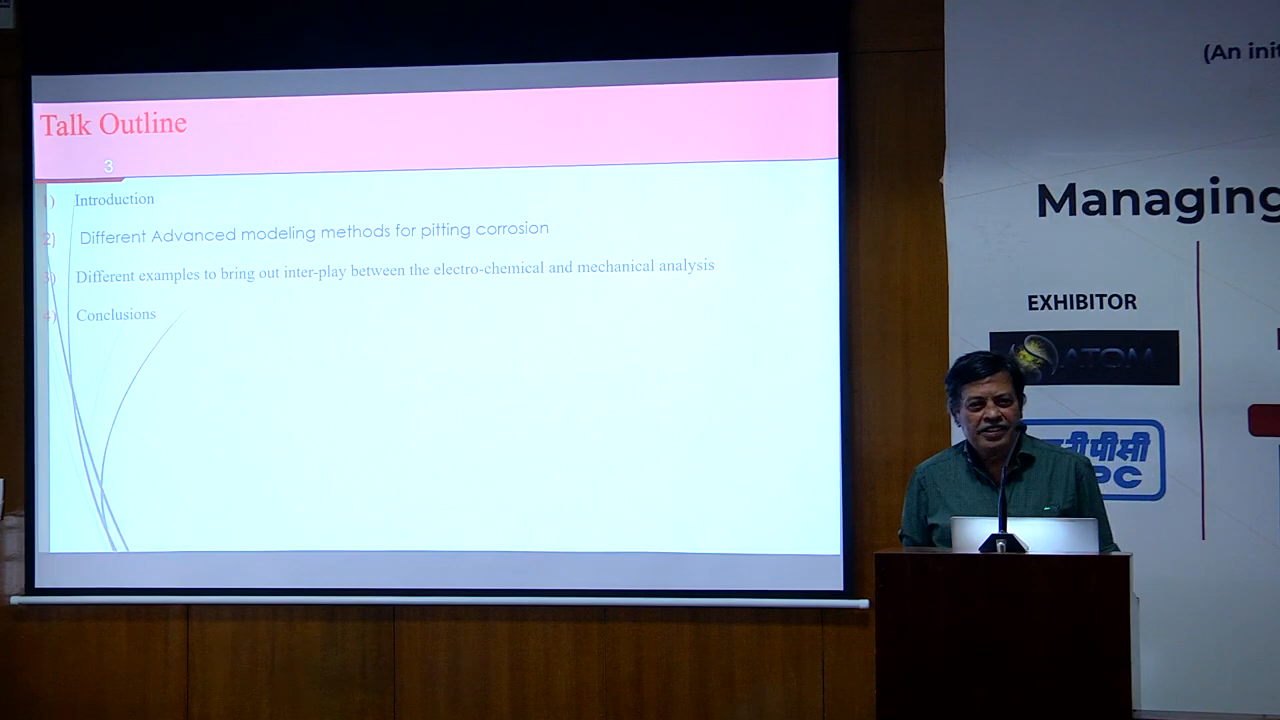 Talk Outline
3
1) Introduction
2) Different Advanced modeling methods for pitting corrosion
3) Different examples to bring out inter-play between the electro-chemical and mechanical analysis
4) Conclusions
(An
Managing
EXHIBITOR
ATOM
टीपीसी
PC